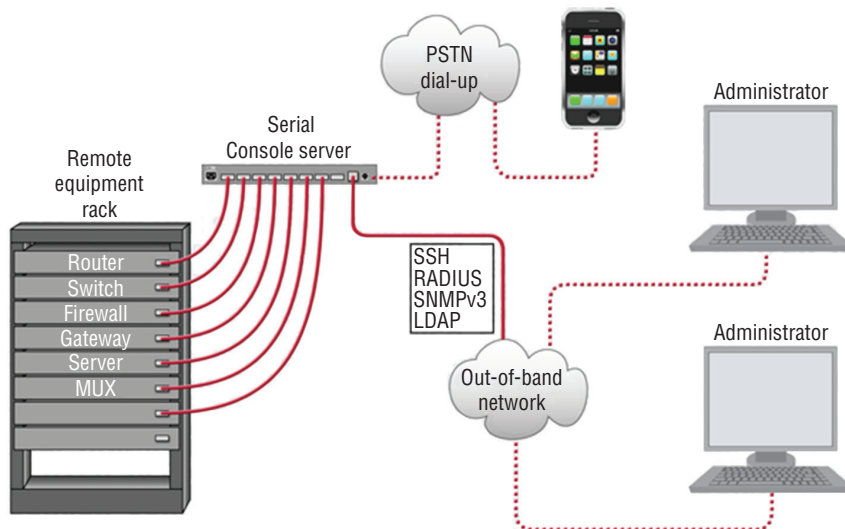 PSTN
dial-up
Administrator
Serial
Console server
Remote
equipment
rack
Router
Switch
Firewall
Gateway
Server
MUX
SSH
RADIUS
SNMPv3
LDAP
Out-of-band
network
Administrator